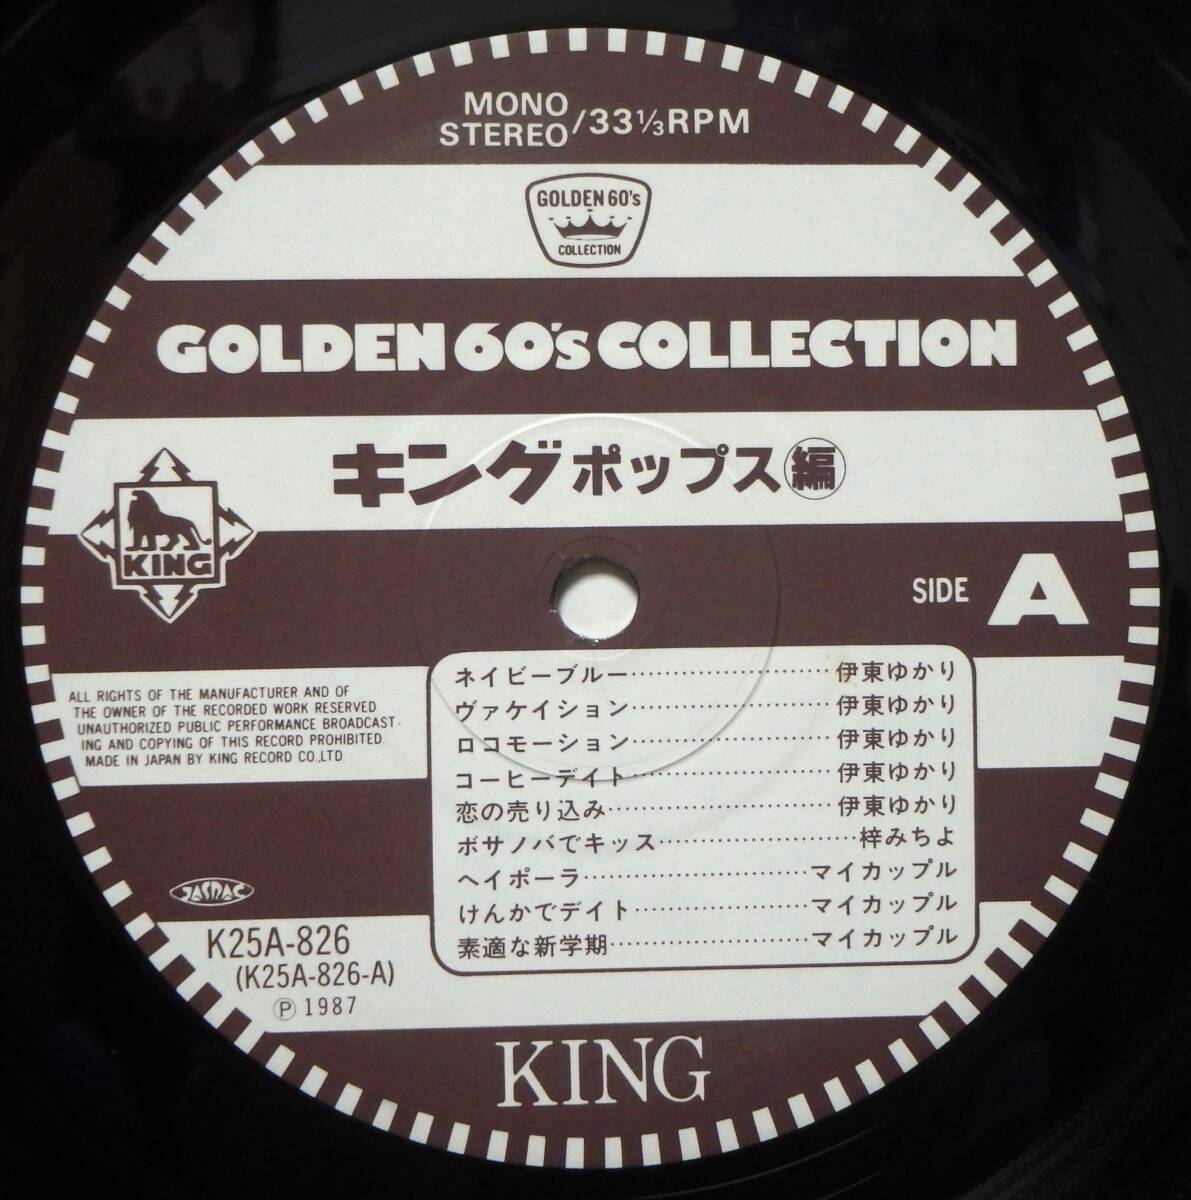 MONO
STEREO /33⅓RPM
GOLDEN 60's
COLLECTION
GOLDEN 60's COLLECTION
キングポップス編
KING
SIDE A
ネイビーブルー……………………伊東ゆかり
ヴァケイション……………………伊東ゆかり
ロコモーション……………………伊東ゆかり
コーヒーデイト……………………伊東ゆかり
恋の売り込み………………………伊東ゆかり
ボサノバでキッス…………………梓みちよ
ヘイポーラ…………………………マイカップル
けんかでデイト……………………マイカップル
素適な新学期………………………マイカップル
ALL RIGHTS OF THE MANUFACTURER AND OF
THE OWNER OF THE RECORDED WORK RESERVED
UNAUTHORIZED PUBLIC PERFORMANCE BROADCAST-
ING AND COPYING OF THIS RECORD PROHIBITED.
MADE IN JAPAN BY KING RECORD CO.,LTD
JASRAC
K25A-826
(K25A-826-A)
Ⓟ 1987
KING